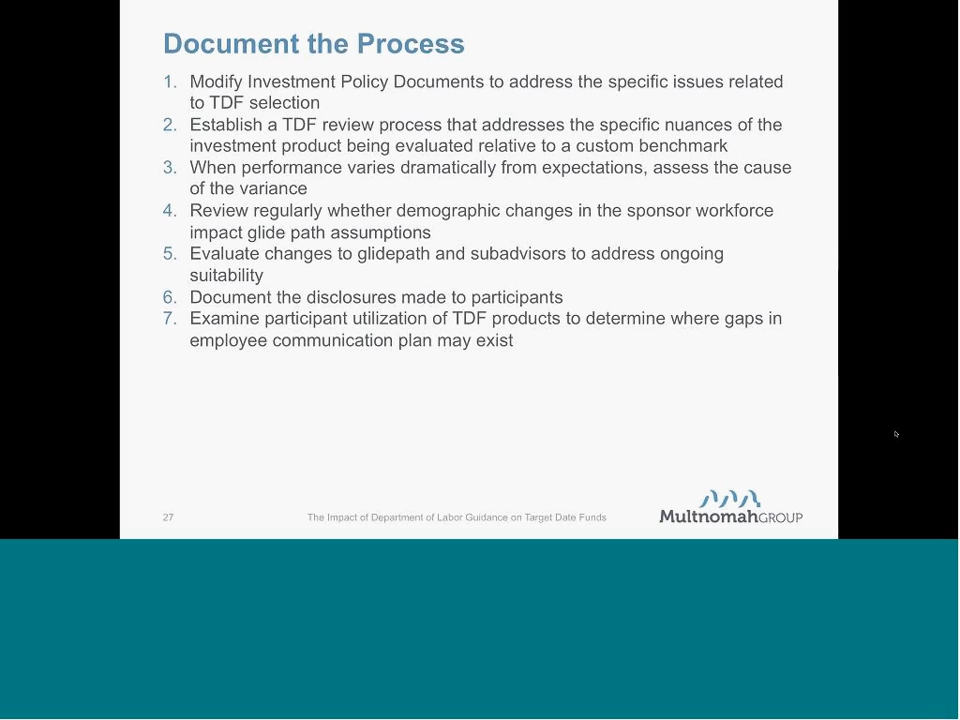 Document the Process
1. Modify Investment Policy Documents to address the specific issues related
to TDF selection
2. Establish a TDF review process that addresses the specific nuances of the
investment product being evaluated relative to a custom benchmark
3. When performance varies dramatically from expectations, assess the cause
of the variance
4. Review regularly whether demographic changes in the sponsor workforce
impact glide path assumptions
5. Evaluate changes to glidepath and subadvisors to address ongoing
suitability
6. Document the disclosures made to participants
7. Examine participant utilization of TDF products to determine where gaps in
employee communication plan may exist
27
The Impact of Department of Labor Guidance on Target Date Funds
MultnomahGROUP